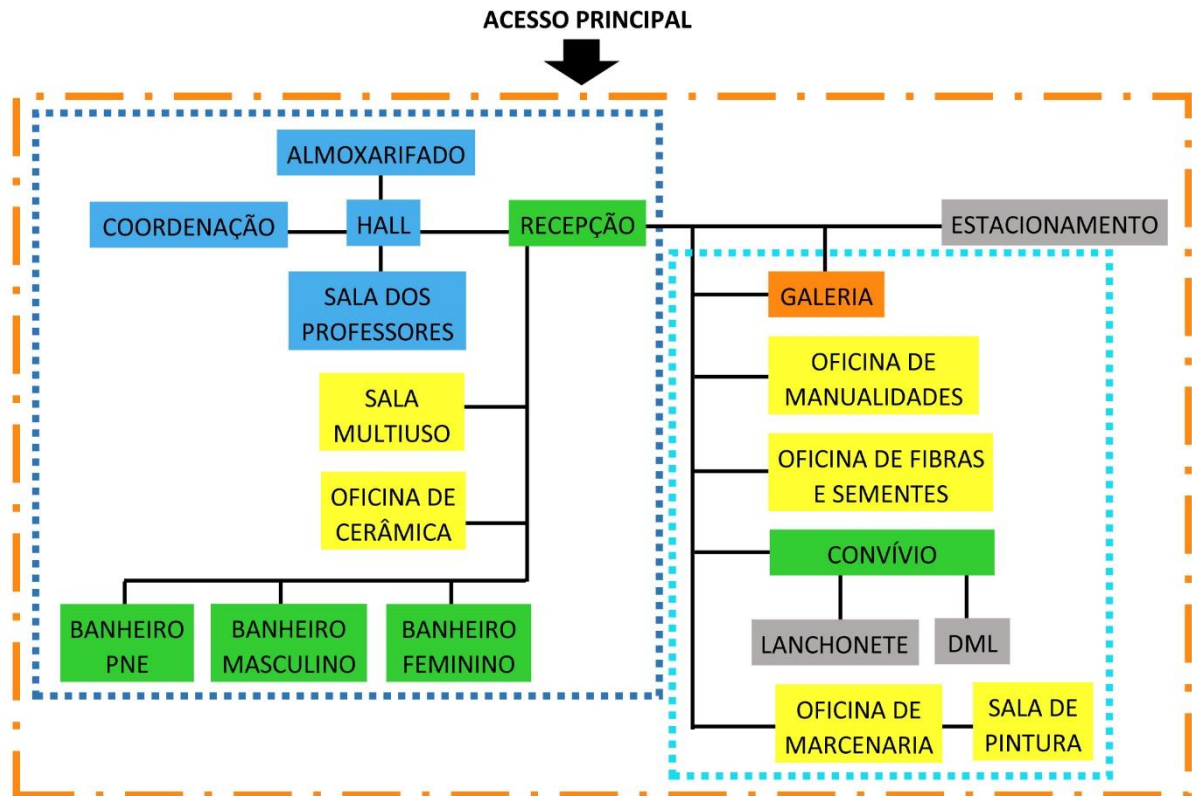 ACESSO PRINCIPAL
ALMOXARIFADO
COORDENAÇÃO
HALL
RECEPÇÃO
ESTACIONAMENTO
SALA DOS
PROFESSORES
GALERIA
SALA
MULTIUSO
OFICINA DE
MANUALIDADES
OFICINA DE
CERÂMICA
OFICINA DE FIBRAS
E SEMENTES
CONVÍVIO
BANHEIRO
PNE
BANHEIRO
MASCULINO
BANHEIRO
FEMININO
LANCHONETE
DML
OFICINA DE
MARCENARIA
SALA DE
PINTURA